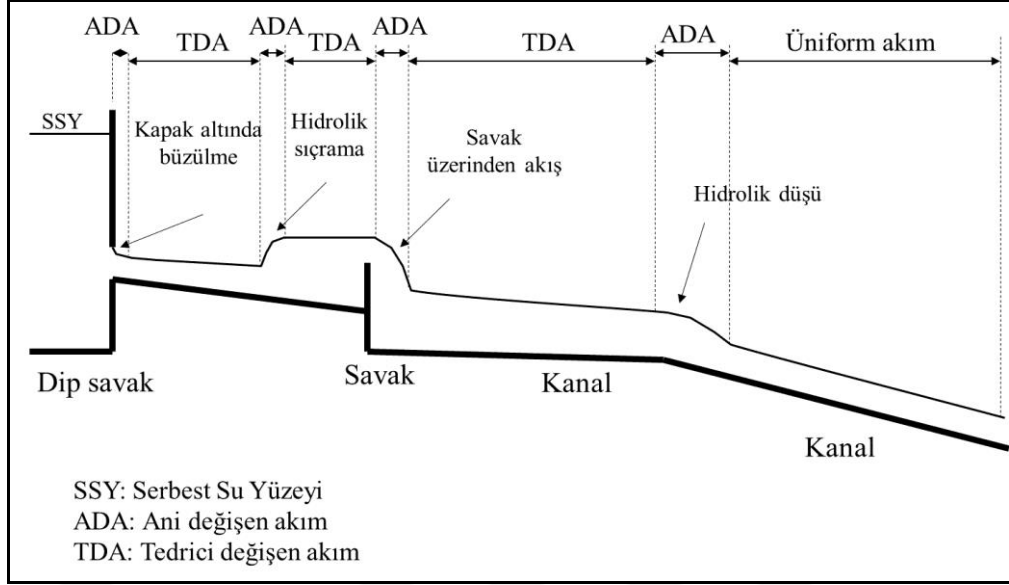 ADA
TDA
ADA
TDA
ADA
TDA
ADA
Üniform akım
SSY
Kapak altında
büzülme
Hidrolik
sıçrama
Savak
üzerinden akış
Hidrolik düşü
Dip savak
Savak
Kanal
Kanal
SSY: Serbest Su Yüzeyi
ADA: Ani değişen akım
TDA: Tedrici değişen akım